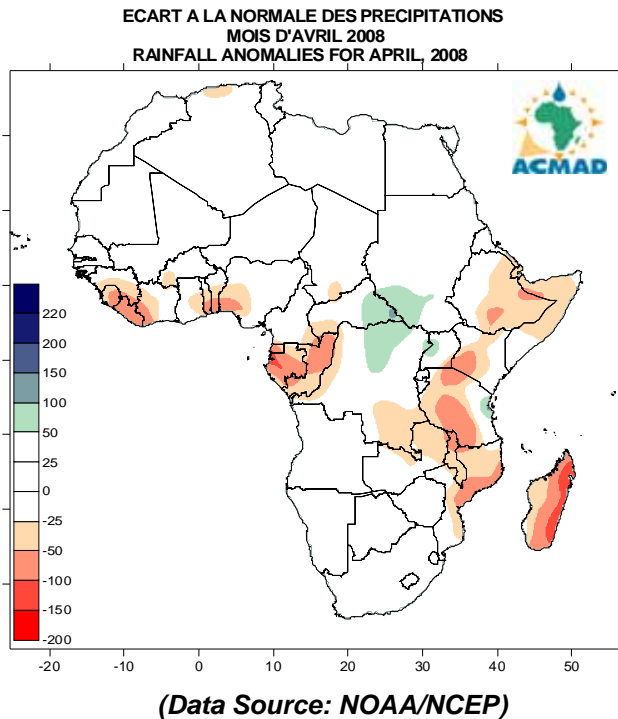 ECART A LA NORMALE DES PRECIPITATIONS
MOIS D'AVRIL 2008
RAINFALL ANOMALIES FOR APRIL, 2008
ACMAD
220
200
150
100
50
25
0
-25
-50
-100
-150
-200
-20 -10 0 10 20 30 40 50
(Data Source: NOAA/NCEP)